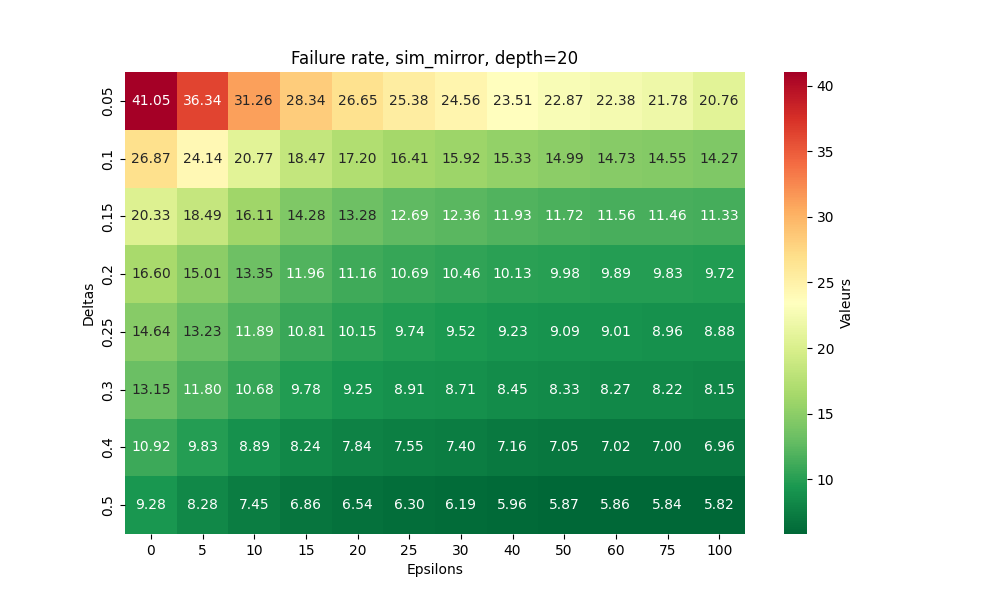 Failure rate, sim_mirror, depth=20
0.05 41.05 36.34 31.26 28.34 26.65 25.38 24.56 23.51 22.87 22.38 21.78 20.76
0.1 26.87 24.14 20.77 18.47 17.20 16.41 15.92 15.33 14.99 14.73 14.55 14.27
0.15 20.33 18.49 16.11 14.28 13.28 12.69 12.36 11.93 11.72 11.56 11.46 11.33
0.2 16.60 15.01 13.35 11.96 11.16 10.69 10.46 10.13 9.98 9.89 9.83 9.72
0.25 14.64 13.23 11.89 10.81 10.15 9.74 9.52 9.23 9.09 9.01 8.96 8.88
0.3 13.15 11.80 10.68 9.78 9.25 8.91 8.71 8.45 8.33 8.27 8.22 8.15
0.4 10.92 9.83 8.89 8.24 7.84 7.55 7.40 7.16 7.05 7.02 7.00 6.96
0.5 9.28 8.28 7.45 6.86 6.54 6.30 6.19 5.96 5.87 5.86 5.84 5.82
0 5 10 15 20 25 30 40 50 60 75 100
Epsilons
Deltas
40
35
30
25
20
15
10
Valeurs